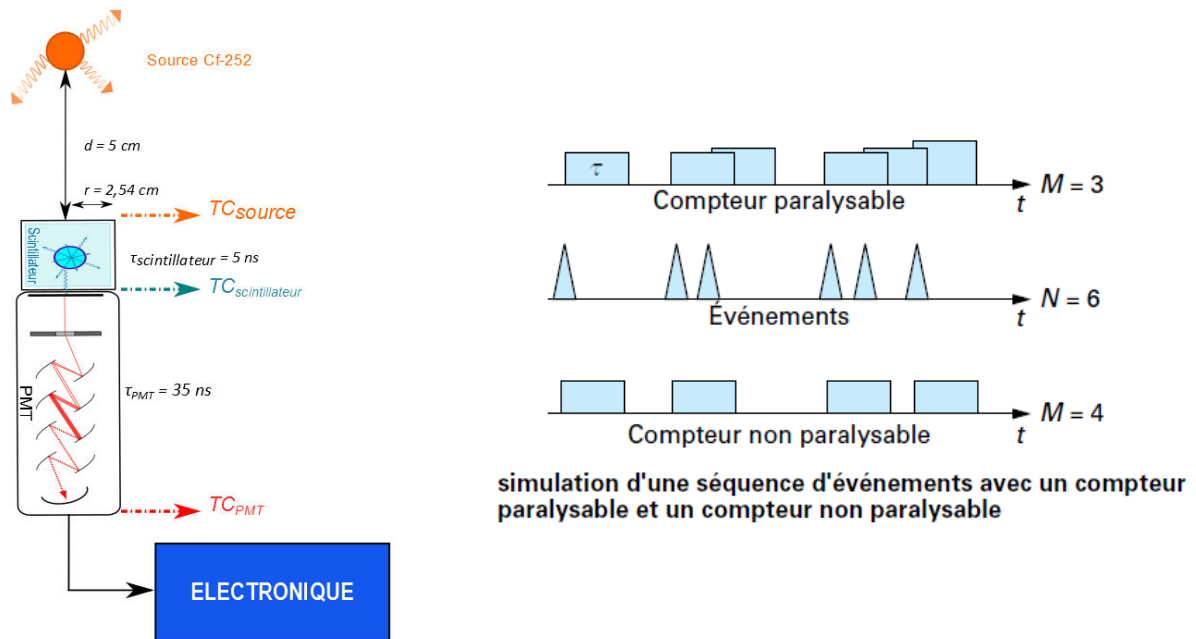 Source Cf-252
d = 5 cm
r = 2,54 cm
TCsource
Scintillateur
τscintillateur = 5 ns
TCscintillateur
PMT
τPMT = 35 ns
TCPMT
ELECTRONIQUE
τ
M = 3
Compteur paralysable
t
N = 6
Événements
t
M = 4
Compteur non paralysable
t
simulation d'une séquence d'événements avec un compteur
paralysable et un compteur non paralysable